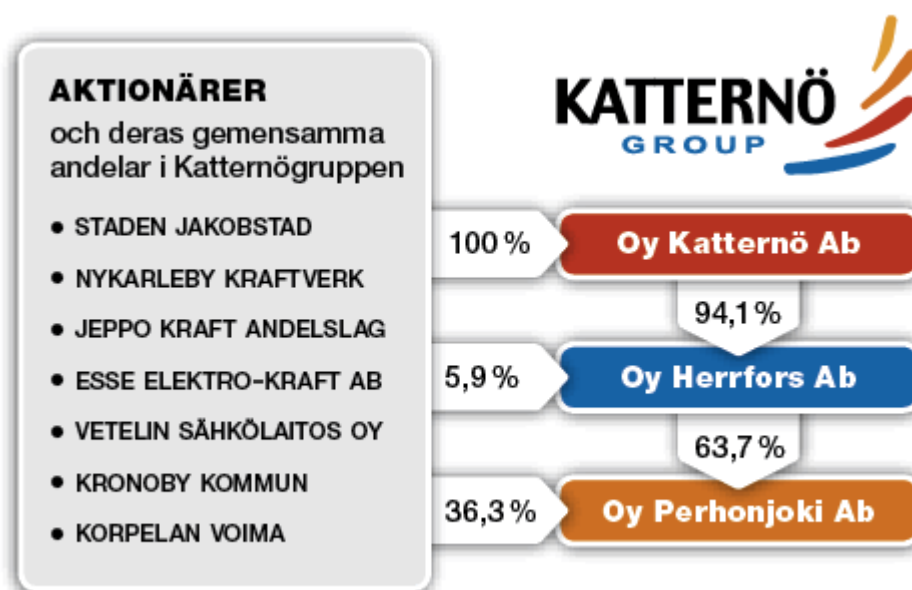 AKTIONÄRER
och deras gemensamma
andelar i Katternögruppen
• STADEN JAKOBSTAD
• NYKARLEBY KRAFTVERK
• JEPPO KRAFT ANDELSLAG
• ESSE ELEKTRO-KRAFT AB
• VETELIN SÄHKÖLAITOS OY
• KRONOBY KOMMUN
• KORPELAN VOIMA
KATTERNÖ
GROUP
100 %
Oy Katternö Ab
94,1 %
5,9 %
Oy Herrfors Ab
63,7 %
36,3 %
Oy Perhonjoki Ab